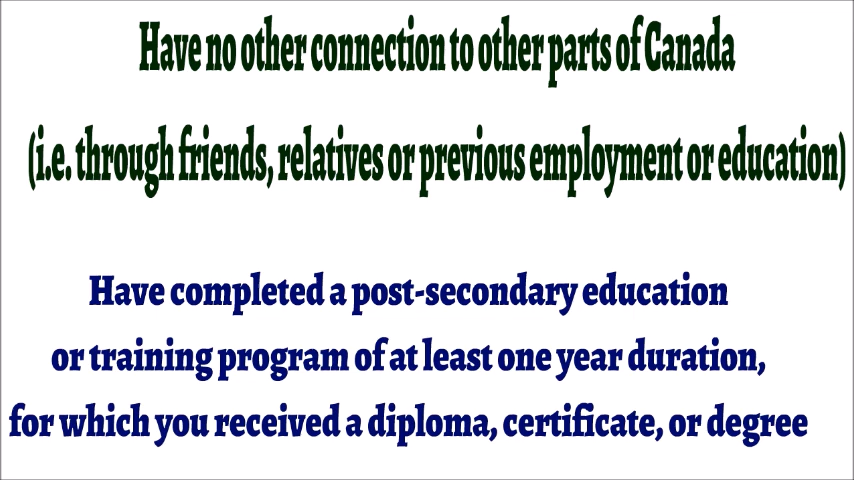 Have no other connection to other parts of Canada
(i.e. through friends, relatives or previous employment or education)
Have completed a post-secondary education
or training program of at least one year duration,
for which you received a diploma, certificate, or degree